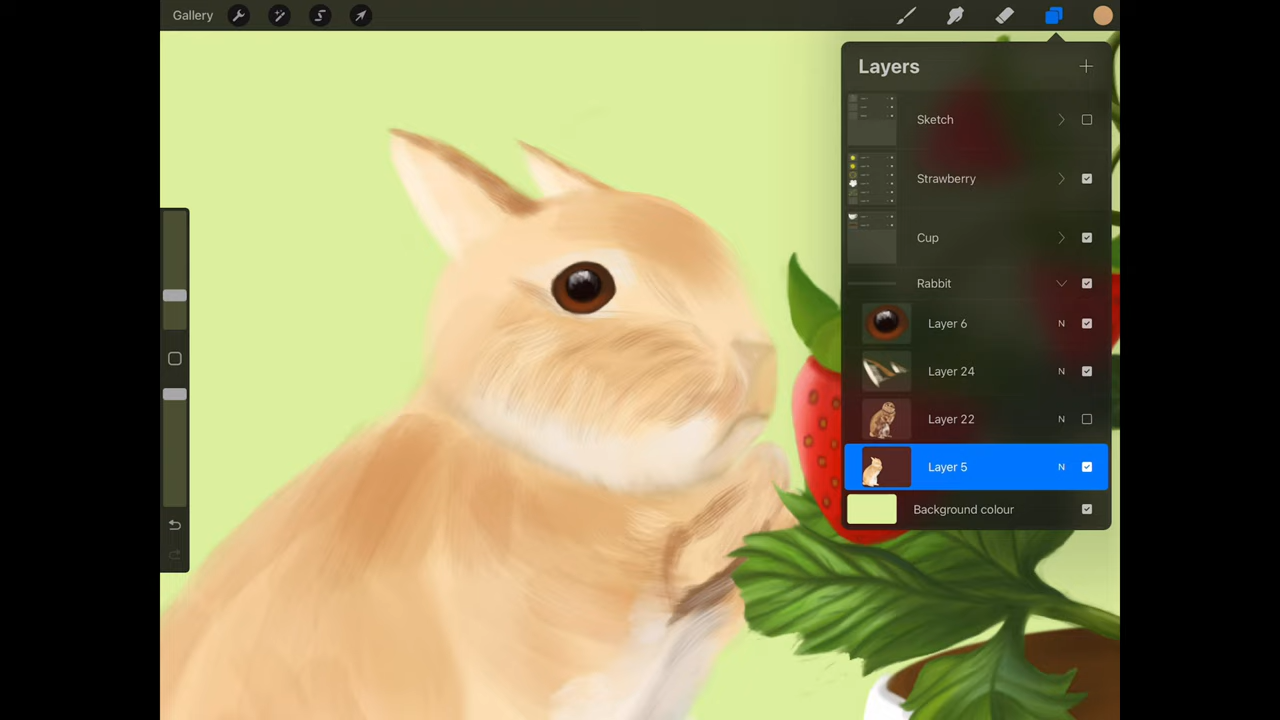 Gallery
Layers
Sketch
Strawberry
Cup
Rabbit
Layer 6 N
Layer 24 N
Layer 22 N
Layer 5 N
Background colour